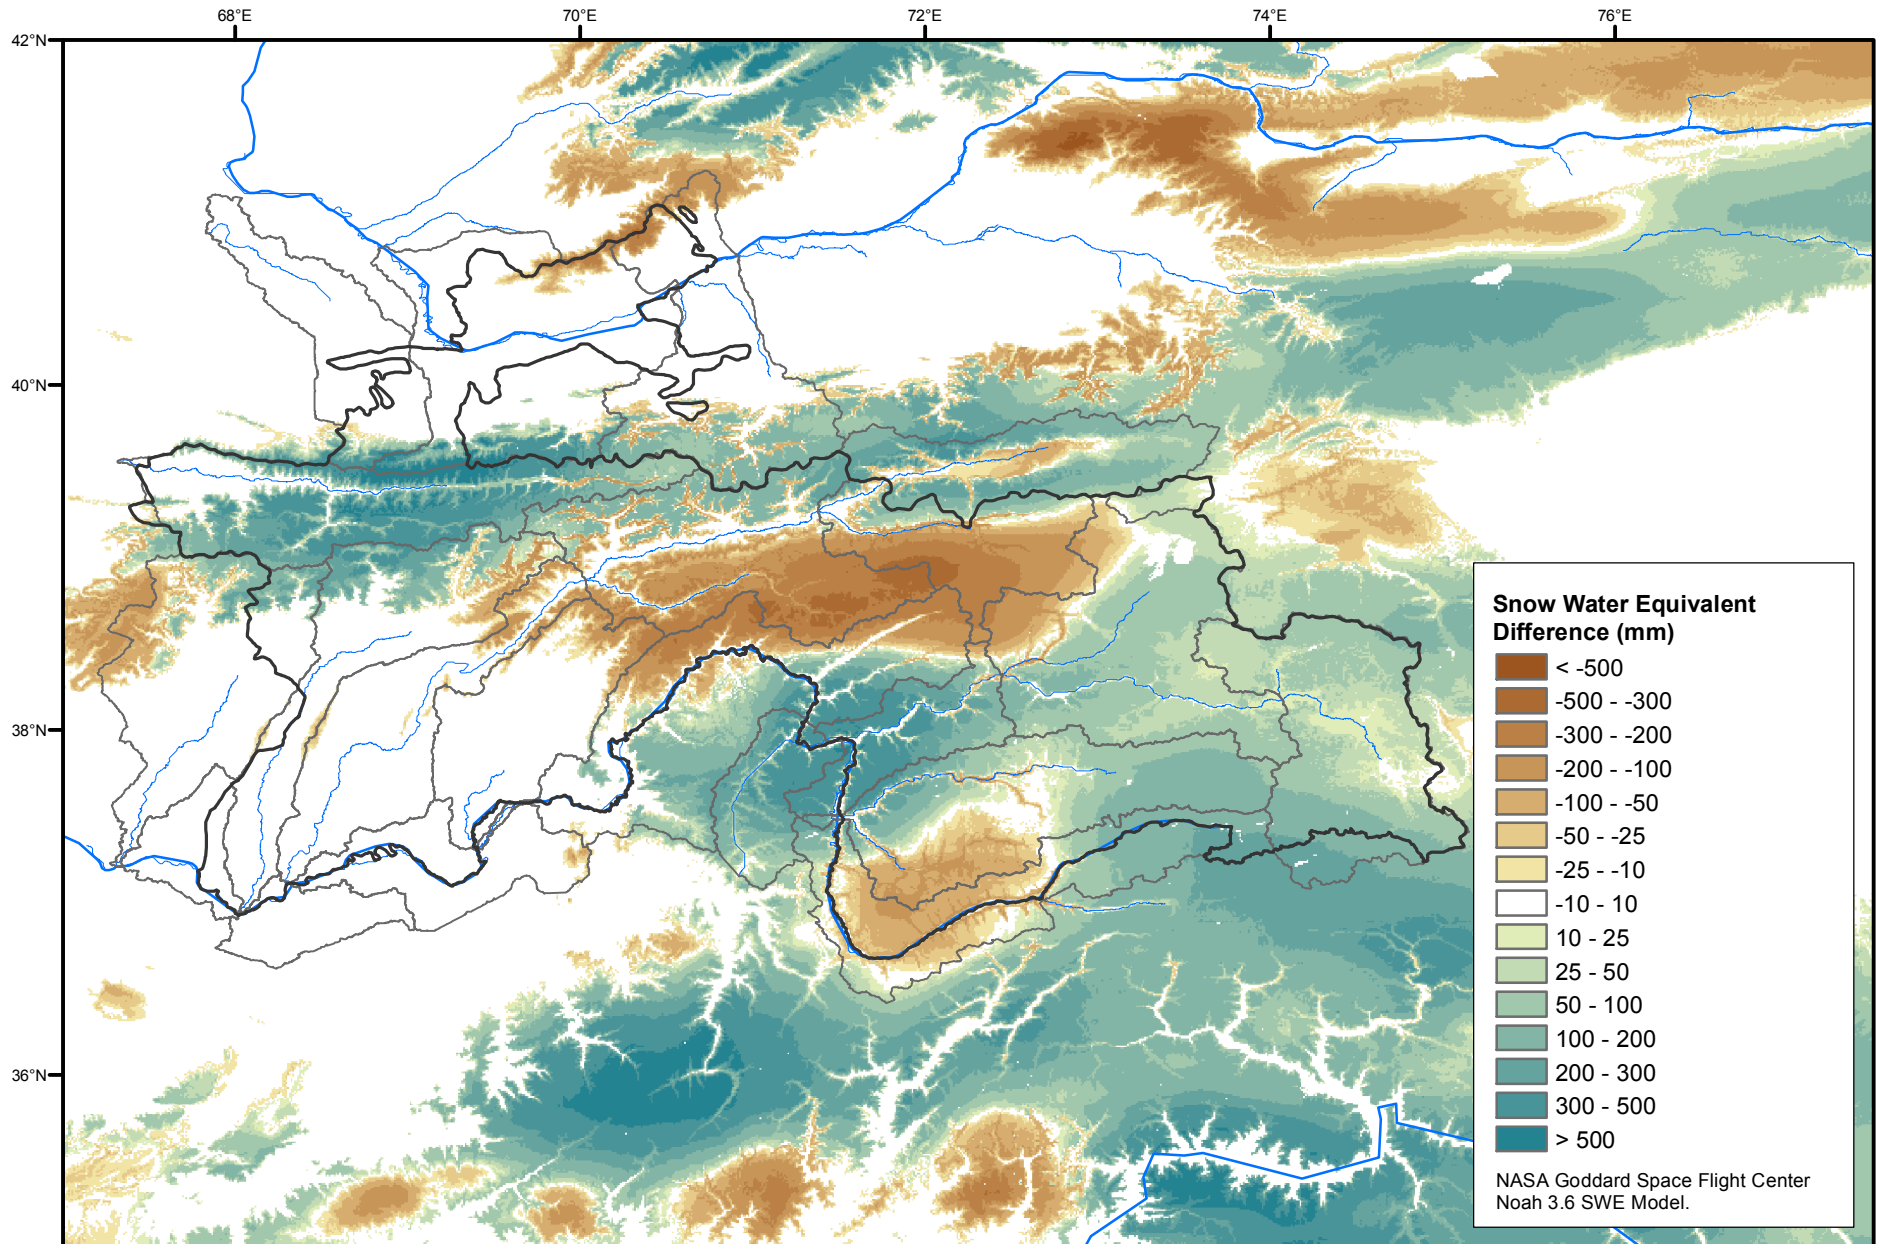 68°E
70°E
72°E
74°E
76°E
42°N
40°N
38°N
36°N
Snow Water Equivalent
Difference (mm)
< -500
-500 - -300
-300 - -200
-200 - -100
-100 - -50
-50 - -25
-25 - -10
-10 - 10
10 - 25
25 - 50
50 - 100
100 - 200
200 - 300
300 - 500
> 500
NASA Goddard Space Flight Center
Noah 3.6 SWE Model.